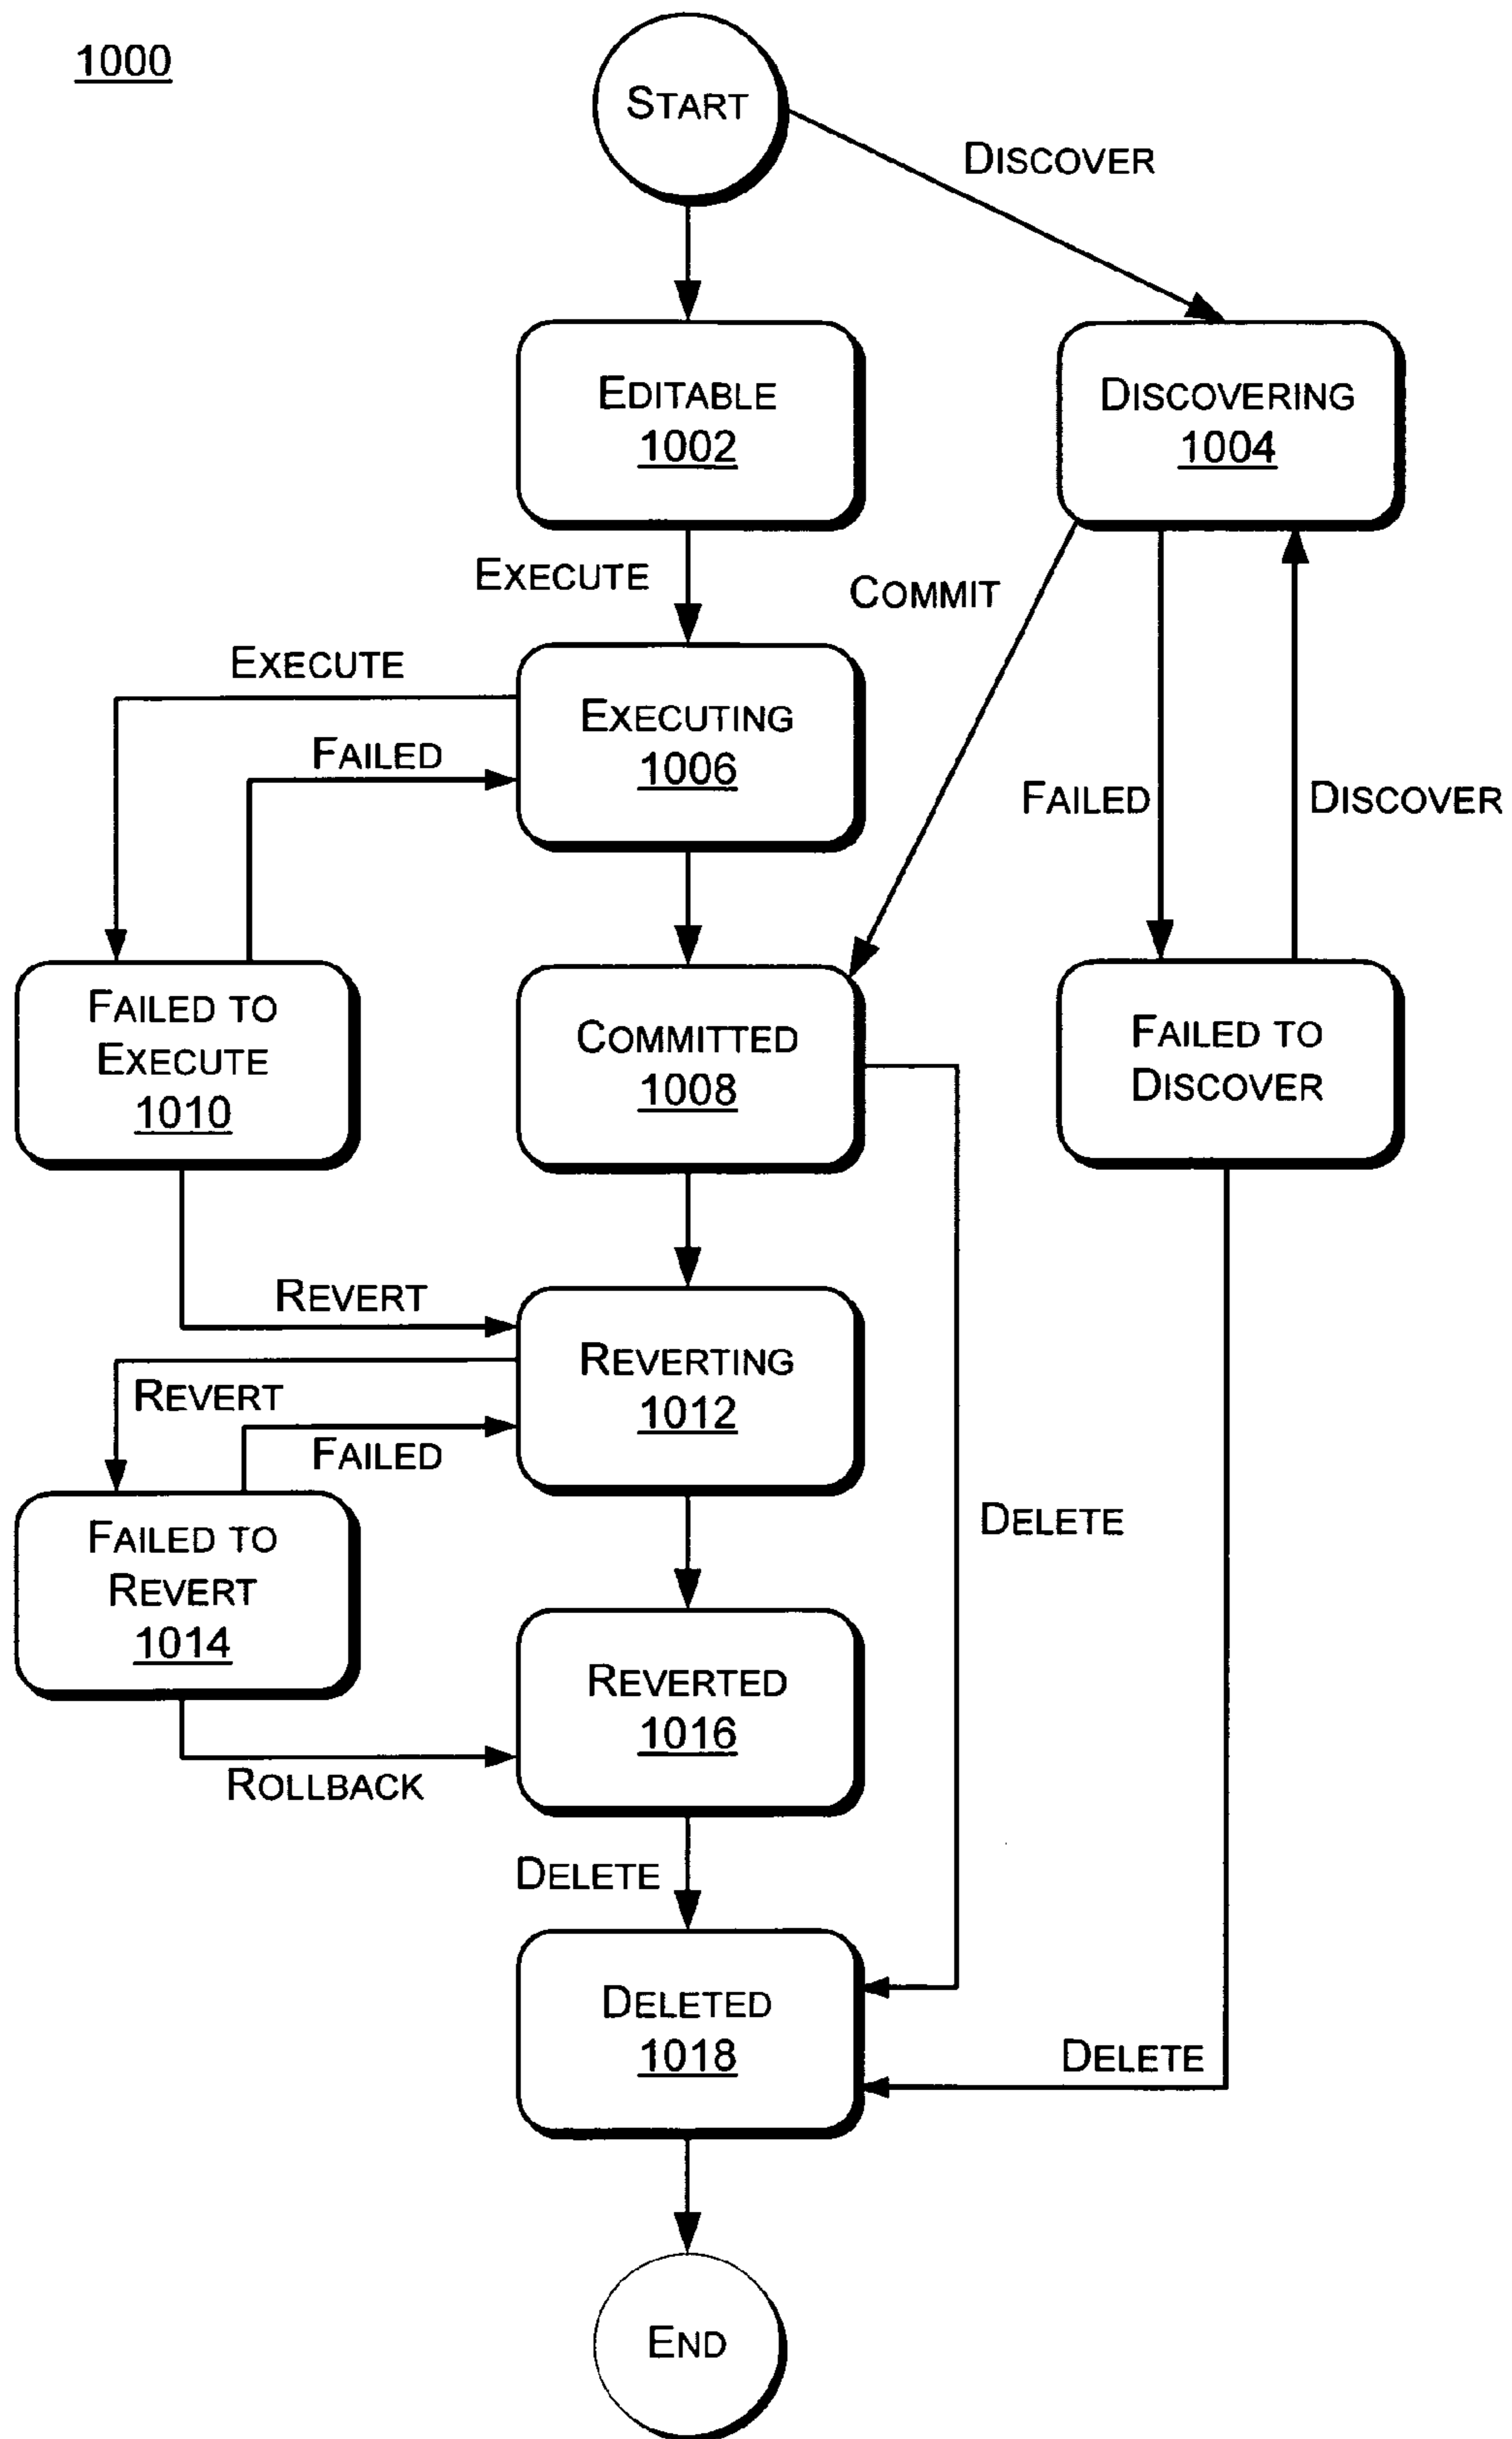 1000
START
DISCOVER
EDITABLE
1002
DISCOVERING
1004
EXECUTE
COMMIT
EXECUTE
EXECUTING
1006
FAILED
FAILED
DISCOVER
FAILED TO
EXECUTE
1010
COMMITTED
1008
FAILED TO
DISCOVER
REVERT
REVERTING
1012
REVERT
FAILED
DELETE
FAILED TO
REVERT
1014
REVERTED
1016
ROLLBACK
DELETE
DELETED
1018
DELETE
END